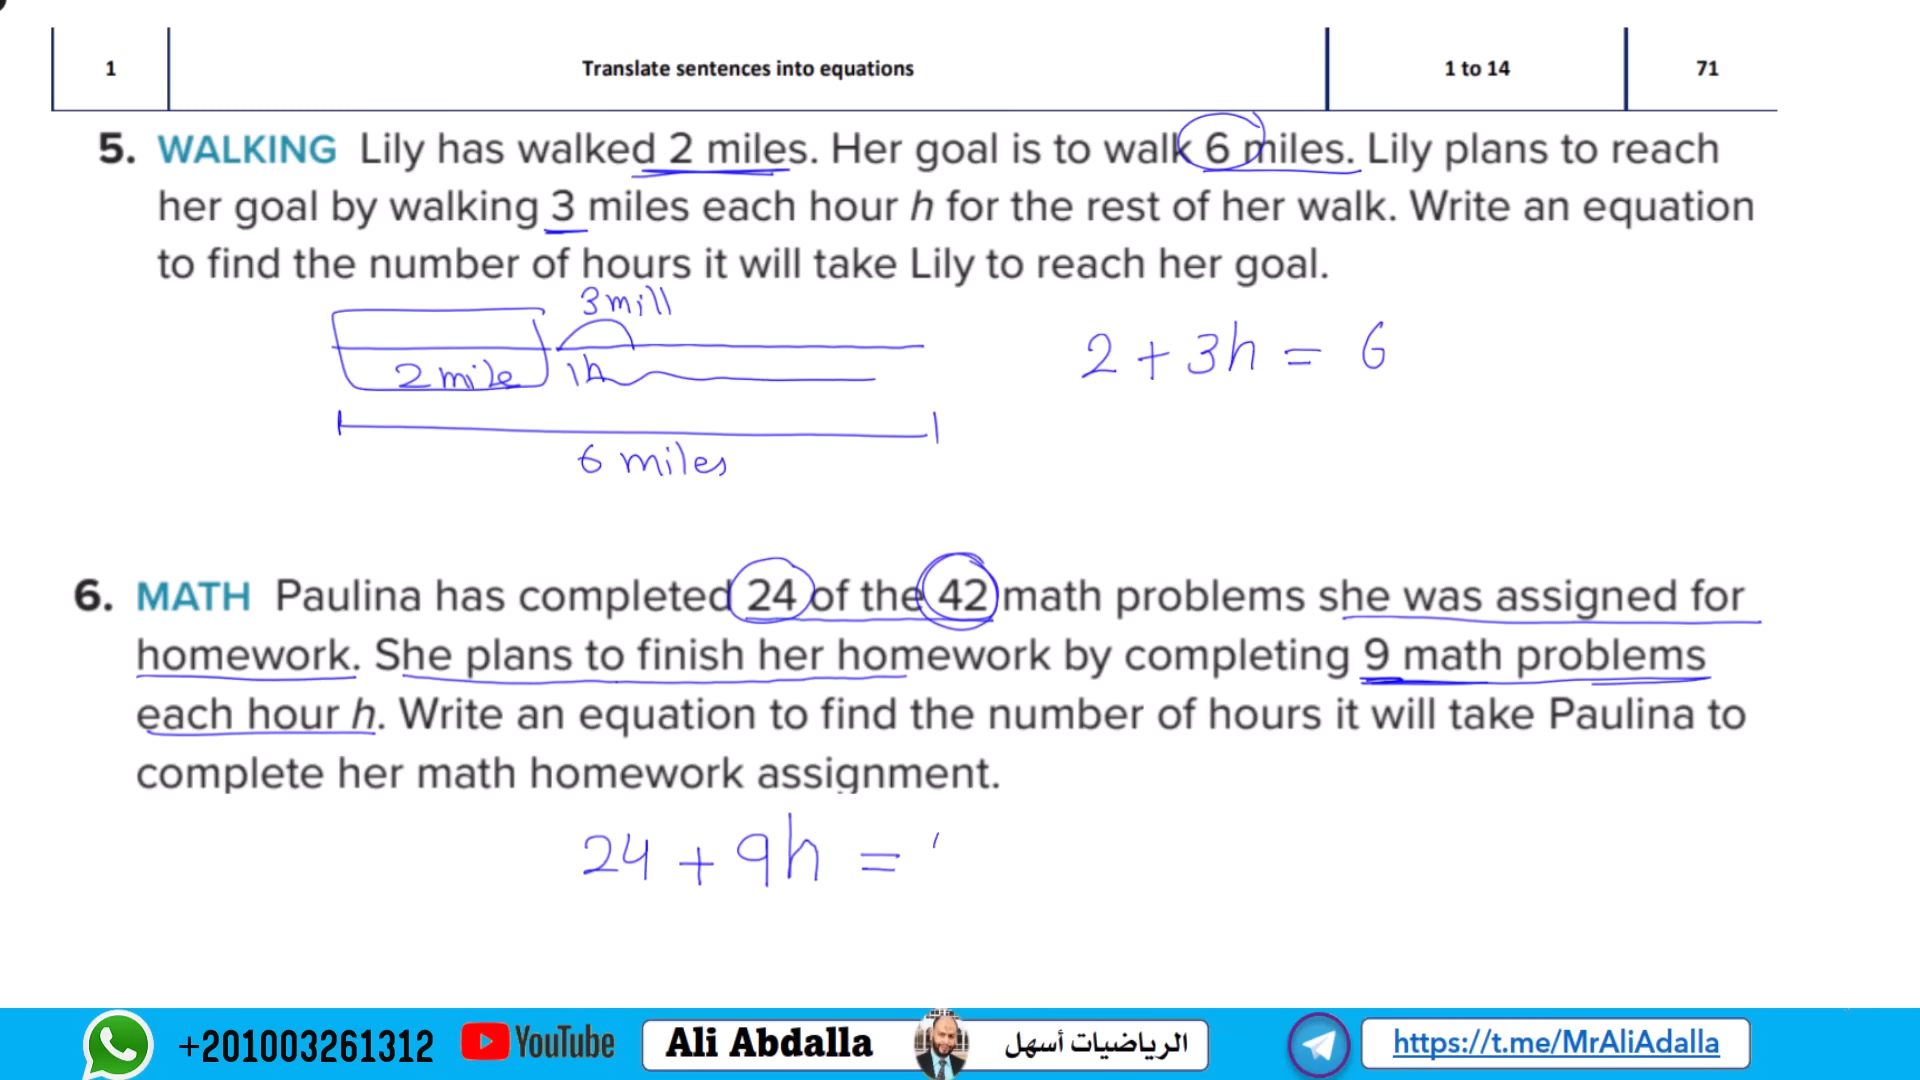 1 Translate sentences into equations 1 to 14 71
5. WALKING Lily has walked 2 miles. Her goal is to walk 6 miles. Lily plans to reach
her goal by walking 3 miles each hour h for the rest of her walk. Write an equation
to find the number of hours it will take Lily to reach her goal.
3 mill
2 mile 1h
2 + 3h = 6
6 miles
6. MATH Paulina has completed 24 of the 42 math problems she was assigned for
homework. She plans to finish her homework by completing 9 math problems
each hour h. Write an equation to find the number of hours it will take Paulina to
complete her math homework assignment.
24 + 9h =
+201003261312 YouTube Ali Abdalla الرياضيات أسهل https://t.me/MrAliAdalla